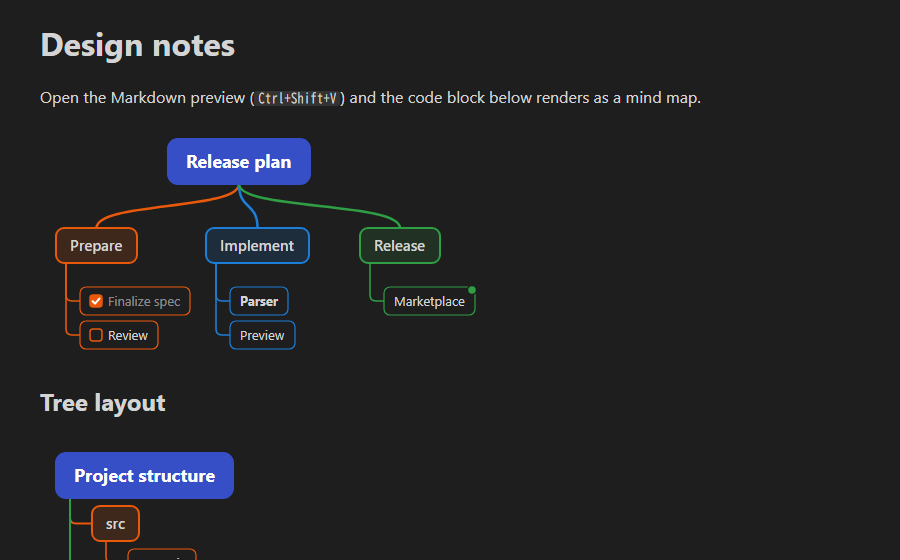 Design notes
Open the Markdown preview (Ctrl+Shift+V) and the code block below renders as a mind map.
Release plan
Prepare
Implement
Release
Finalize spec
Parser
Marketplace
Review
Preview
Tree layout
Project structure
src